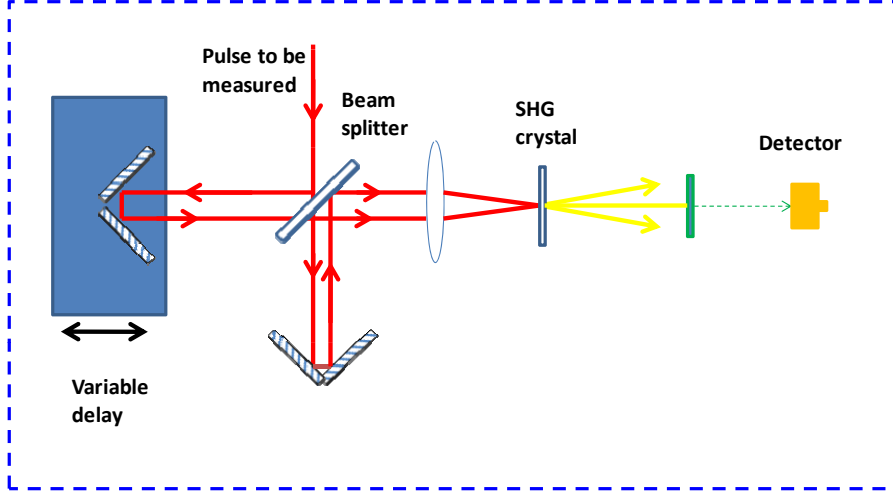 Pulse to be
measured
Beam
splitter
SHG
crystal
Detector
Variable
delay